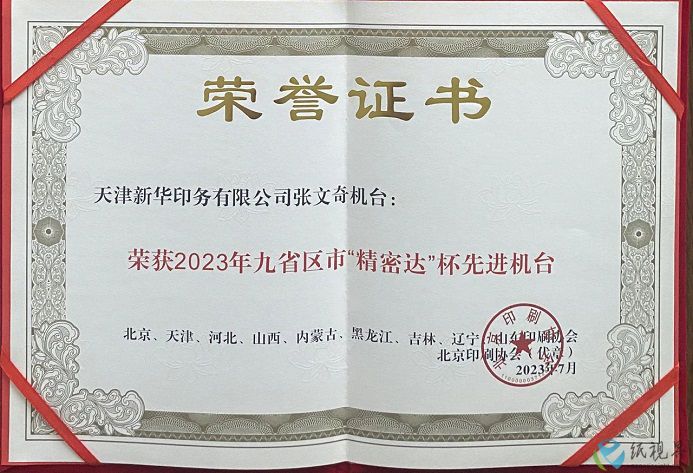 荣誉证书
天津新华印务有限公司张文奇机台：
荣获2023年九省区市“精密达”杯先进机台
北京、天津、河北、山西、内蒙古、黑龙江、吉林、辽宁、山东印刷协会
北京印刷协会（代章）
2023年7月
纸视界